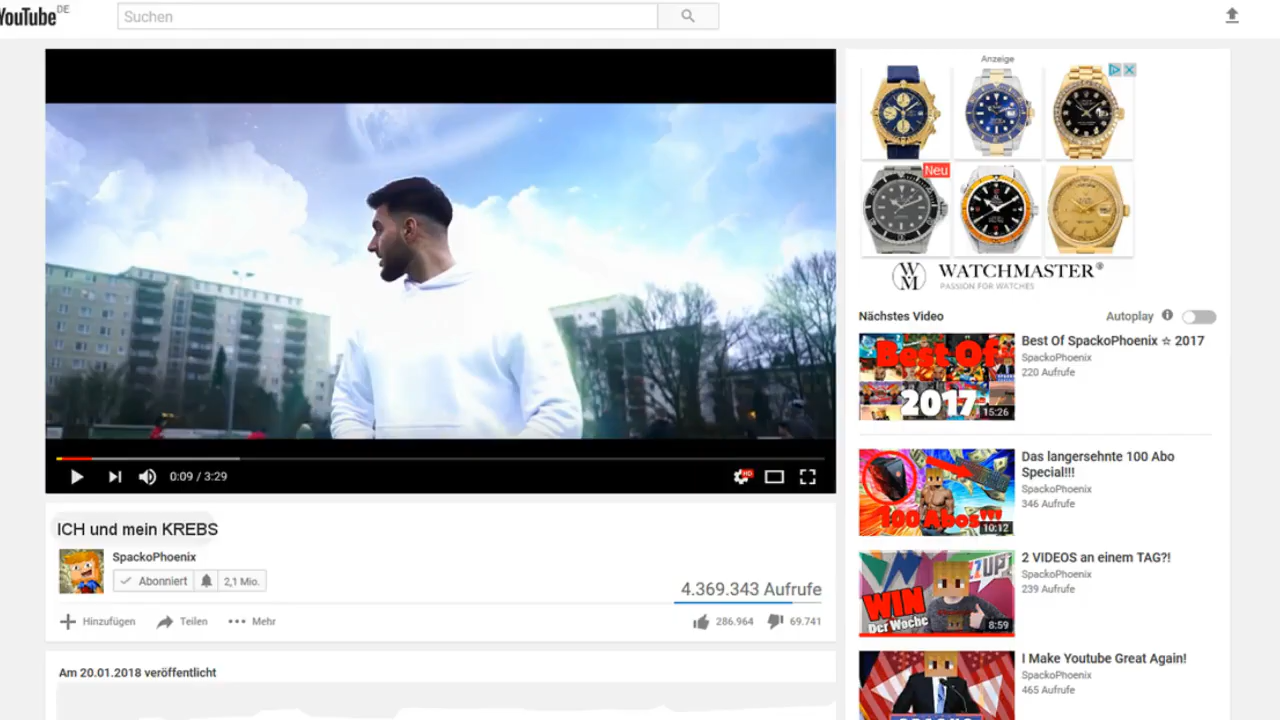 YouTube DE
Suchen
Anzeige
Neu
WM WATCHMASTER®
PASSION FOR WATCHES
Nächstes Video
Autoplay
Best Of
2017
15:26
Best Of SpackoPhoenix ☆ 2017
SpackoPhoenix
220 Aufrufe
100 Abos!!!
10:12
Das langersehnte 100 Abo
Special!!!
SpackoPhoenix
346 Aufrufe
WIN
Der Woche
8:59
2 VIDEOS an einem TAG?!
SpackoPhoenix
239 Aufrufe
I Make Youtube Great Again!
SpackoPhoenix
465 Aufrufe
0:09 / 3:29
HD
ICH und mein KREBS
SpackoPhoenix
Abonniert 2,1 Mio.
4.369.343 Aufrufe
Hinzufügen Teilen Mehr
286.964 69.741
Am 20.01.2018 veröffentlicht